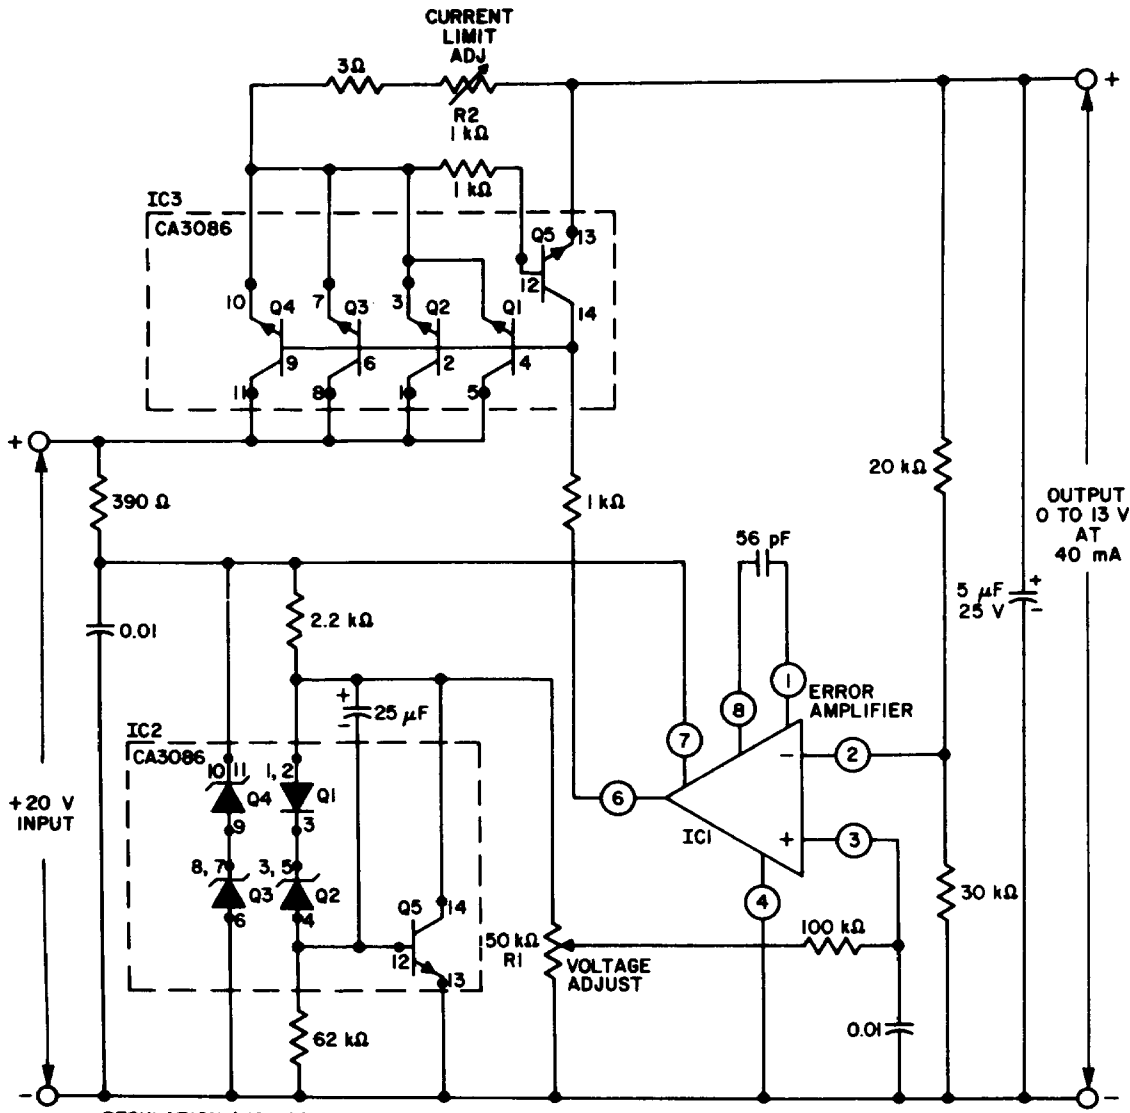 CURRENT
LIMIT
ADJ
3Ω
R2
1 kΩ
+
1 kΩ
IC3
CA3086
Q5
13
12
14
10
Q4
7
Q3
3
Q2
Q1
9
6
2
4
11
8
1
5
+
390 Ω
1 kΩ
20 kΩ
OUTPUT
0 TO 13 V
AT
40 mA
56 pF
5 μF
25 V
+
-
0.01
2.2 kΩ
1
ERROR
AMPLIFIER
8
+
-
25 μF
IC2
CA3086
7
-
2
10
11
1, 2
Q4
Q1
+20 V
INPUT
9
3
6
IC1
+
3
8, 7
3, 5
Q3
Q2
6
4
Q5
14
4
30 kΩ
12
13
50 kΩ
R1
VOLTAGE
ADJUST
100 kΩ
62 kΩ
0.01
-
-